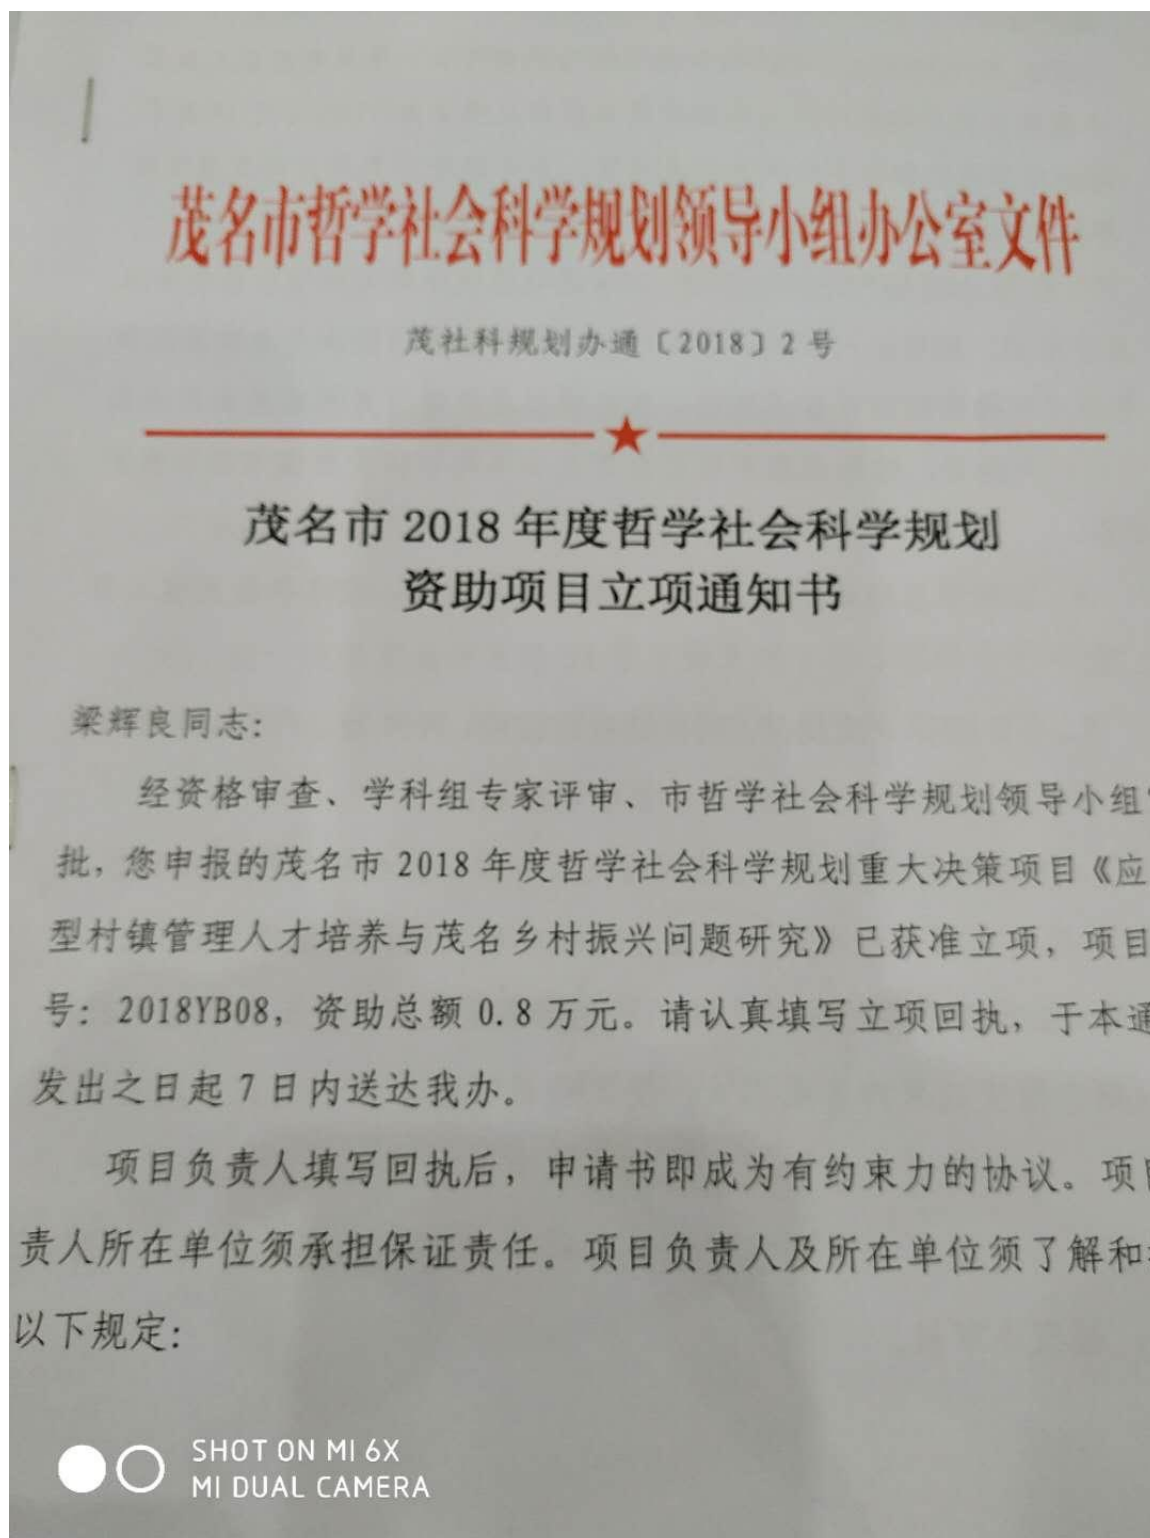 茂名市哲学社会科学规划领导小组办公室文件
茂社科规划办通〔2018〕2号
茂名市 2018 年度哲学社会科学规划
资助项目立项通知书
梁辉良同志：
经资格审查、学科组专家评审、市哲学社会科学规划领导小组
批，您申报的茂名市 2018 年度哲学社会科学规划重大决策项目《应
型村镇管理人才培养与茂名乡村振兴问题研究》已获准立项，项目
号：2018YB08，资助总额 0.8 万元。请认真填写立项回执，于本通
发出之日起 7 日内送达我办。
项目负责人填写回执后，申请书即成为有约束力的协议。项
责人所在单位须承担保证责任。项目负责人及所在单位须了解和
以下规定：
SHOT ON MI 6X
MI DUAL CAMERA